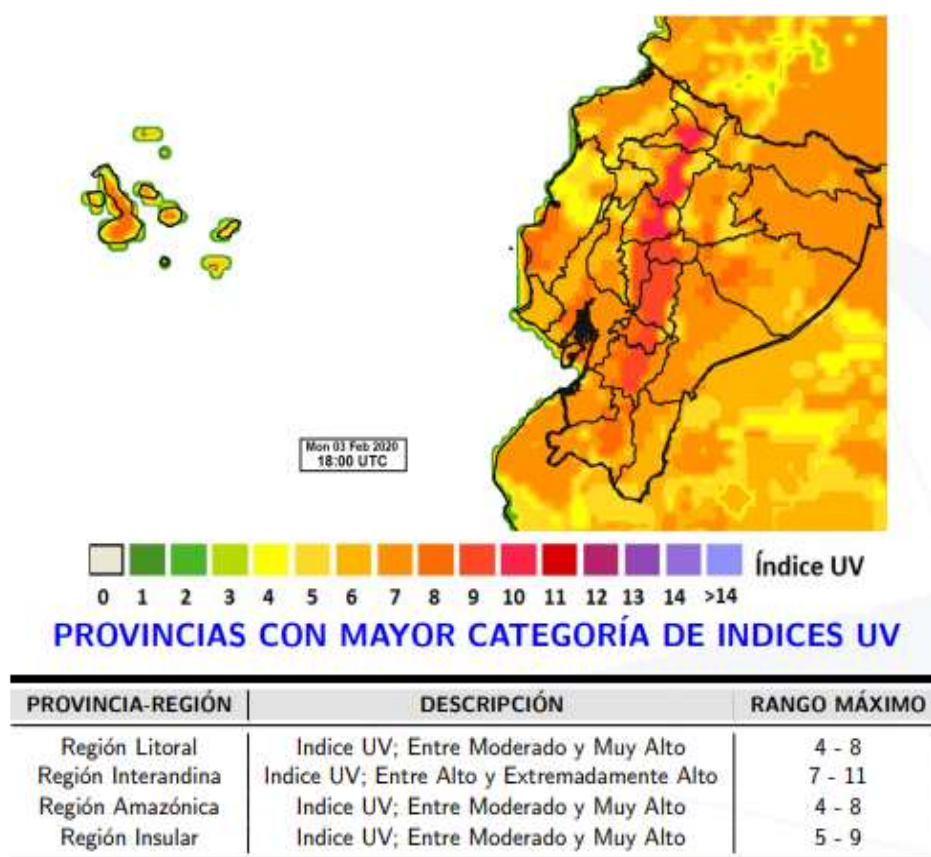 Mon 03 Feb 2020
18:00 UTC
Índice UV
0 1 2 3 4 5 6 7 8 9 10 11 12 13 14 >14
PROVINCIAS CON MAYOR CATEGORÍA DE INDICES UV
PROVINCIA-REGIÓN DESCRIPCIÓN RANGO MÁXIMO
Región Litoral Indice UV; Entre Moderado y Muy Alto 4 - 8
Región Interandina Indice UV; Entre Alto y Extremadamente Alto 7 - 11
Región Amazónica Indice UV; Entre Moderado y Muy Alto 4 - 8
Región Insular Indice UV; Entre Moderado y Muy Alto 5 - 9